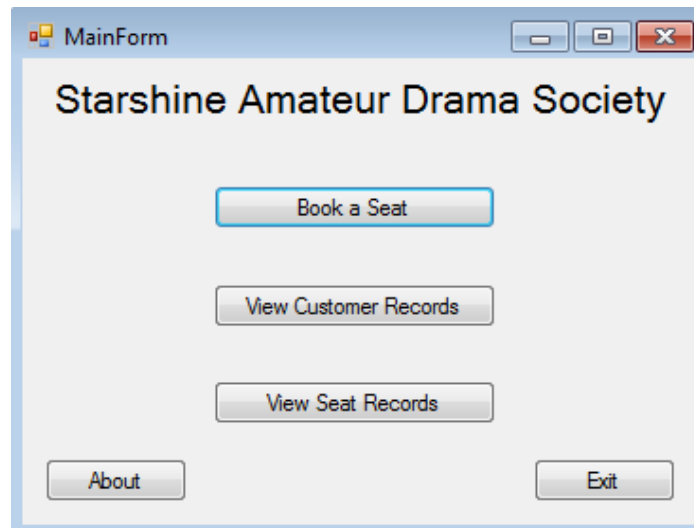 MainForm
Starshine Amateur Drama Society
Book a Seat
View Customer Records
View Seat Records
About
Exit